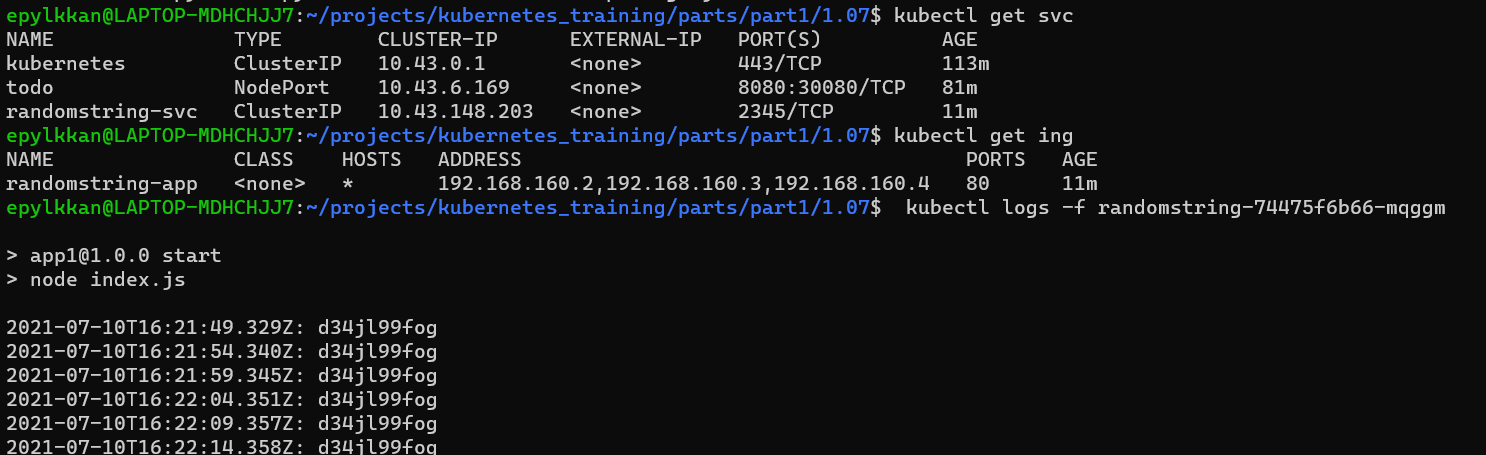 epylkkan@LAPTOP-MDHCHJJ7:~/projects/kubernetes_training/parts/part1/1.07$ kubectl get svc
NAME TYPE CLUSTER-IP EXTERNAL-IP PORT(S) AGE
kubernetes ClusterIP 10.43.0.1 <none> 443/TCP 113m
todo NodePort 10.43.6.169 <none> 8080:30080/TCP 81m
randomstring-svc ClusterIP 10.43.148.203 <none> 2345/TCP 11m
epylkkan@LAPTOP-MDHCHJJ7:~/projects/kubernetes_training/parts/part1/1.07$ kubectl get ing
NAME CLASS HOSTS ADDRESS PORTS AGE
randomstring-app <none> * 192.168.160.2,192.168.160.3,192.168.160.4 80 11m
epylkkan@LAPTOP-MDHCHJJ7:~/projects/kubernetes_training/parts/part1/1.07$ kubectl logs -f randomstring-74475f6b66-mqggm
> app1@1.0.0 start
> node index.js
2021-07-10T16:21:49.329Z: d34jl99fog
2021-07-10T16:21:54.340Z: d34jl99fog
2021-07-10T16:21:59.345Z: d34jl99fog
2021-07-10T16:22:04.351Z: d34jl99fog
2021-07-10T16:22:09.357Z: d34jl99fog
2021-07-10T16:22:14.358Z: d34jl99fog